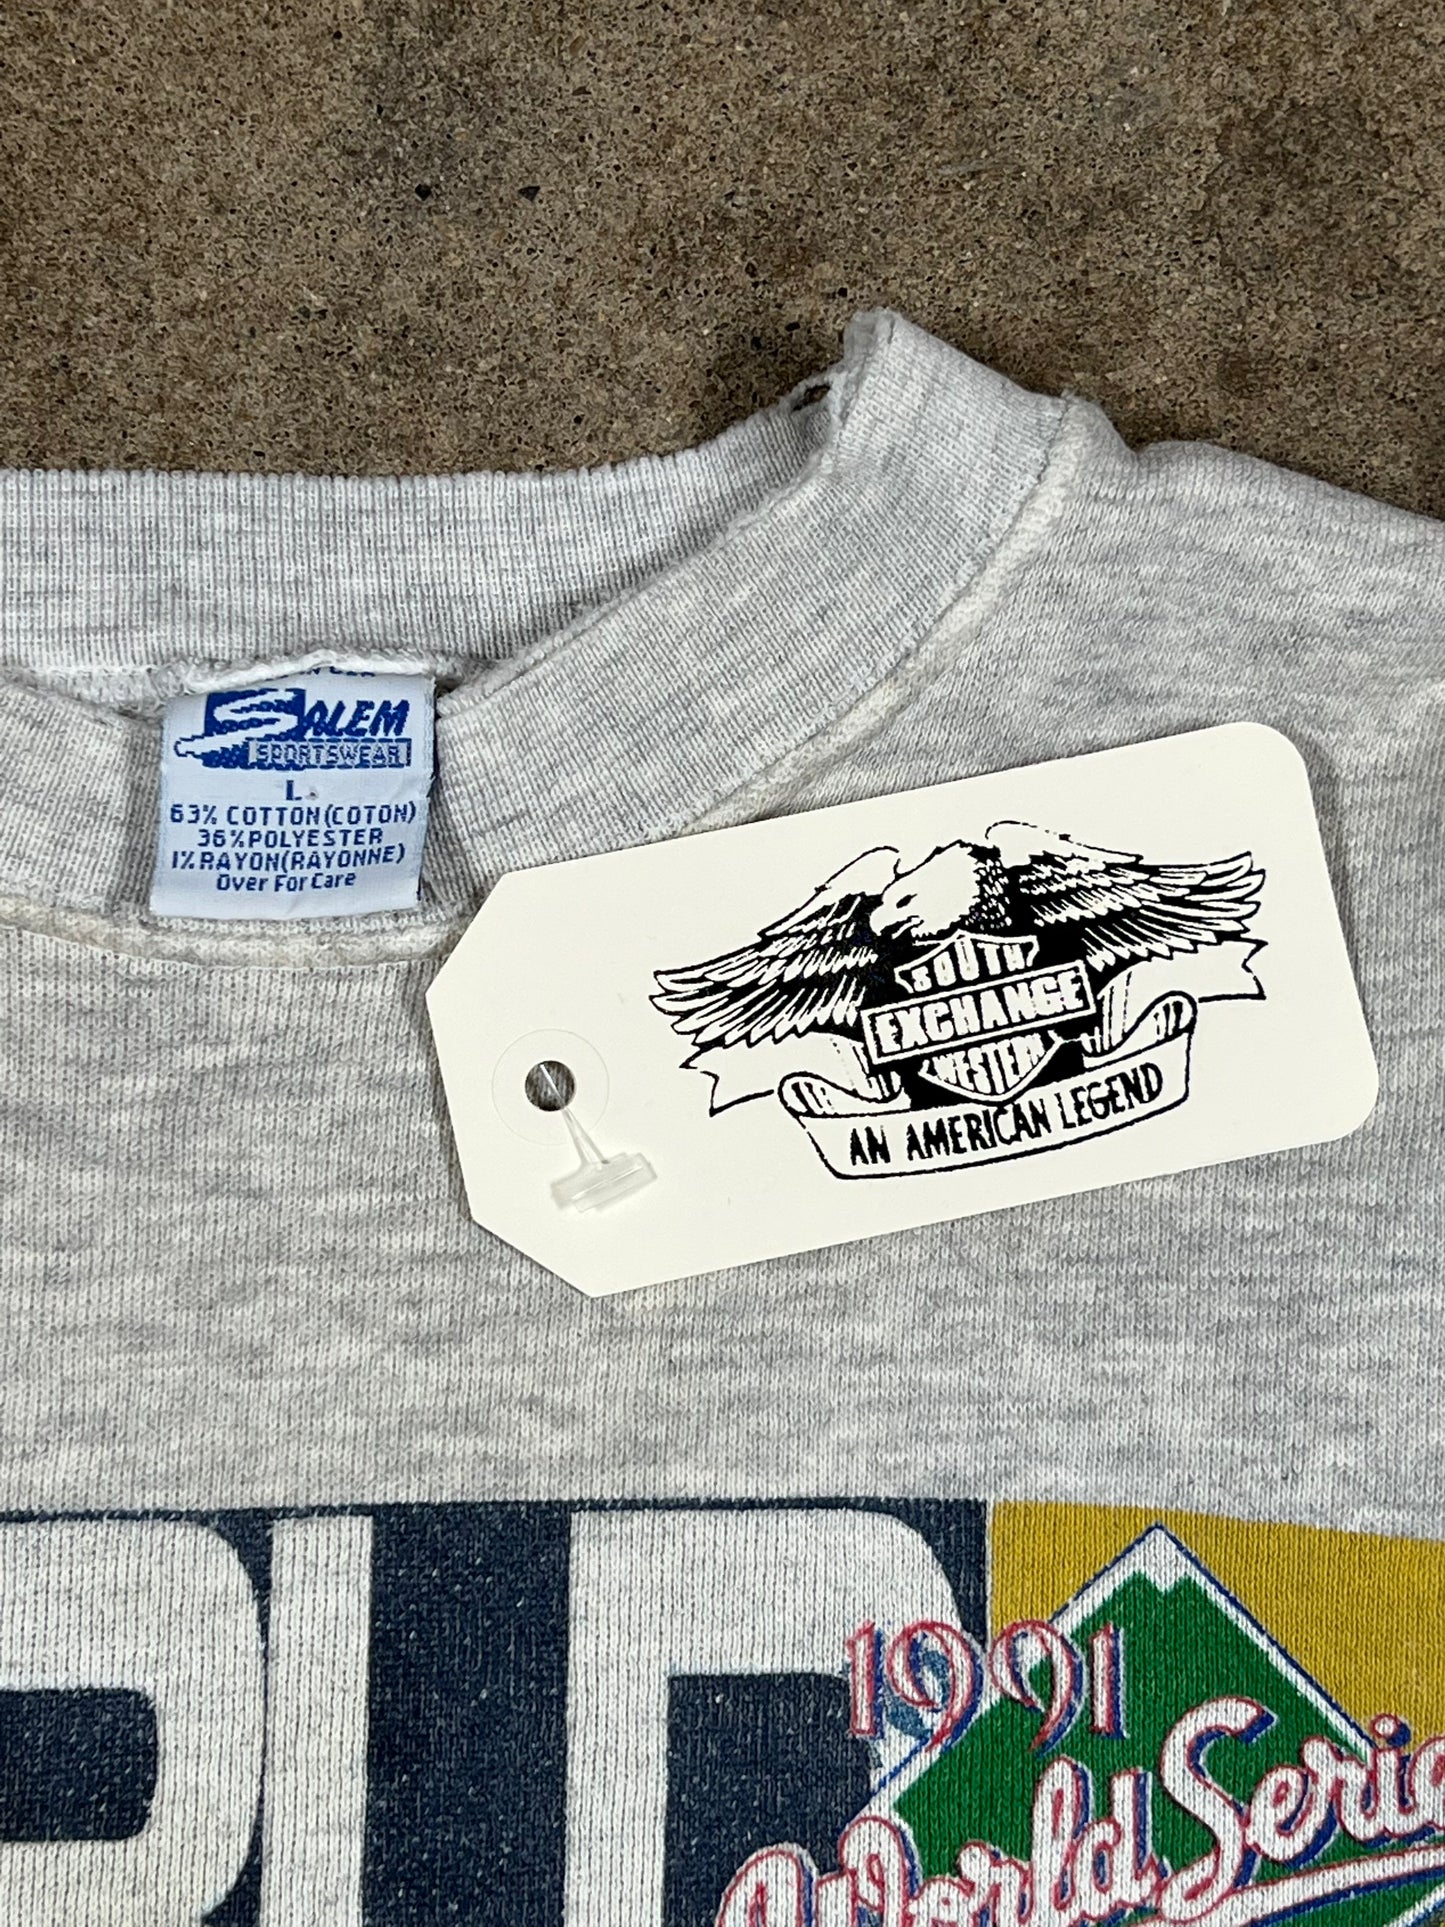 SALEM
SPORTSWEAR
L
63% COTTON(COTON)
36%POLYESTER
1%RAYON(RAYONNE)
Over For Care
SOUTH
EXCHANGE
WESTERN
AN AMERICAN LEGEND
1991
World Series